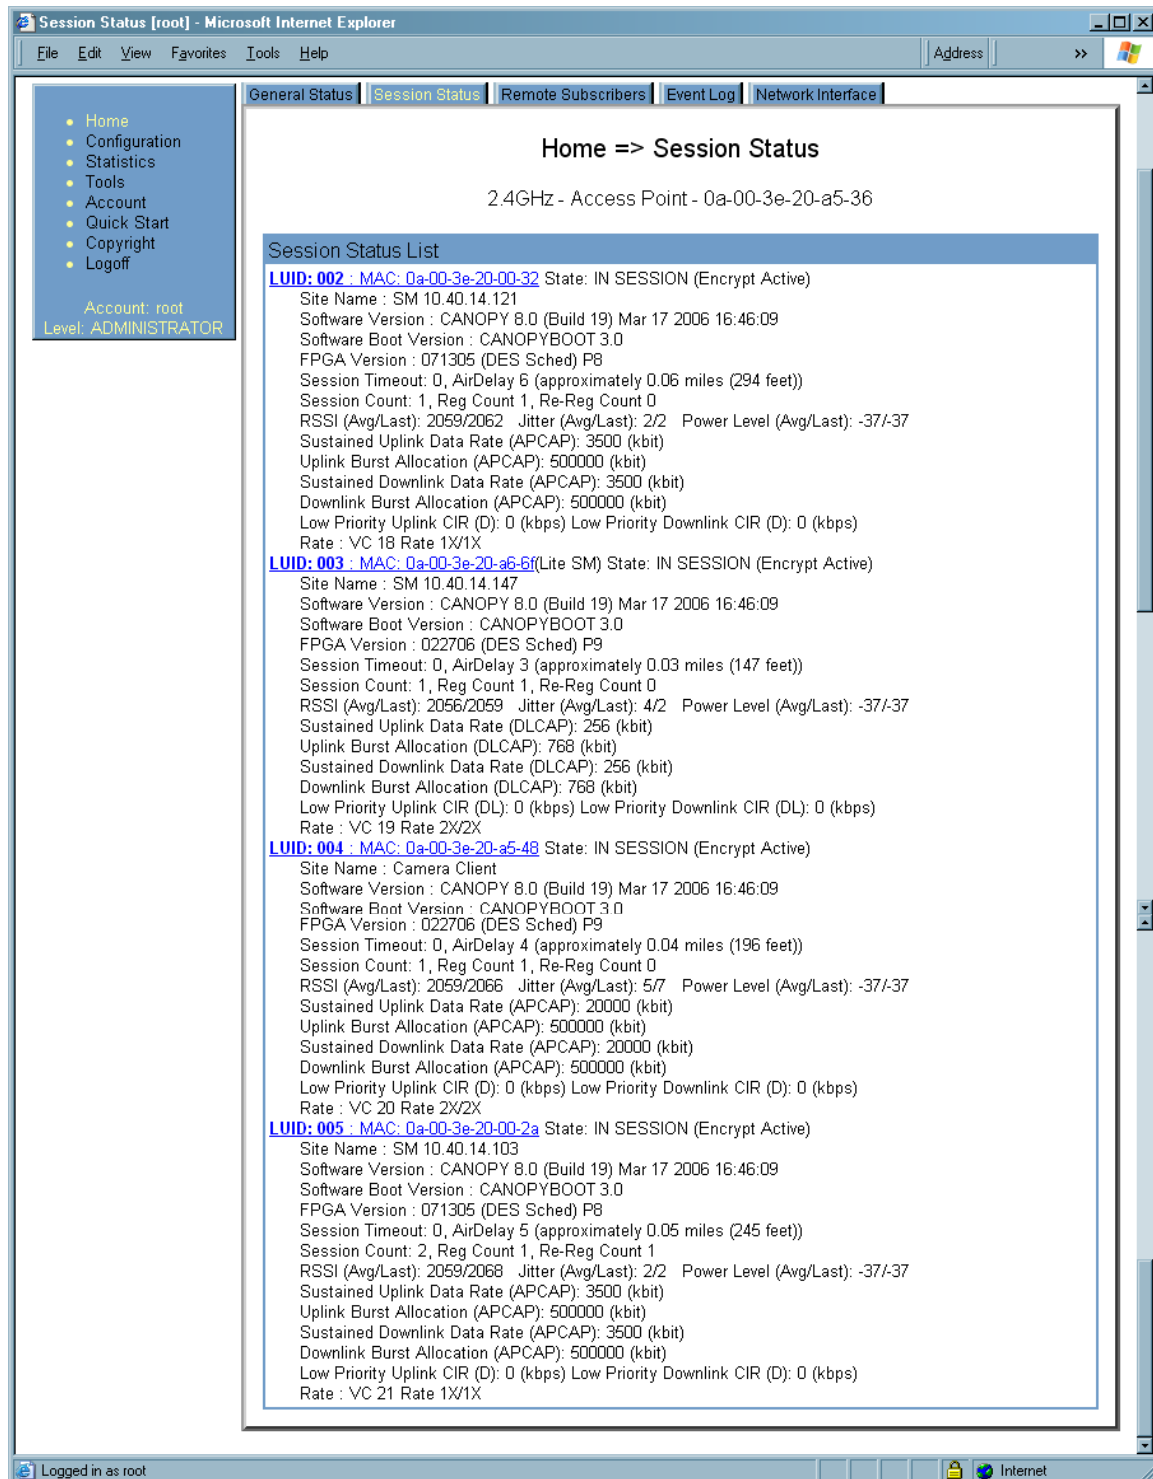 Session Status [root] - Microsoft Internet Explorer
File Edit View Favorites Tools Help Address »
General Status Session Status Remote Subscribers Event Log Network Interface
Home
Configuration
Statistics
Tools
Account
Quick Start
Copyright
Logoff
Account: root
Level: ADMINISTRATOR
Home => Session Status
2.4GHz - Access Point - 0a-00-3e-20-a5-36
Session Status List
LUID: 002 : MAC: 0a-00-3e-20-00-32 State: IN SESSION (Encrypt Active)
Site Name : SM 10.40.14.121
Software Version : CANOPY 8.0 (Build 19) Mar 17 2006 16:46:09
Software Boot Version : CANOPYBOOT 3.0
FPGA Version : 071305 (DES Sched) P8
Session Timeout: 0, AirDelay 6 (approximately 0.06 miles (294 feet))
Session Count: 1, Reg Count 1, Re-Reg Count 0
RSSI (Avg/Last): 2059/2062 Jitter (Avg/Last): 2/2 Power Level (Avg/Last): -37/-37
Sustained Uplink Data Rate (APCAP): 3500 (kbit)
Uplink Burst Allocation (APCAP): 500000 (kbit)
Sustained Downlink Data Rate (APCAP): 3500 (kbit)
Downlink Burst Allocation (APCAP): 500000 (kbit)
Low Priority Uplink CIR (D): 0 (kbps) Low Priority Downlink CIR (D): 0 (kbps)
Rate : VC 18 Rate 1X/1X
LUID: 003 : MAC: 0a-00-3e-20-a6-6f(Lite SM) State: IN SESSION (Encrypt Active)
Site Name : SM 10.40.14.147
Software Version : CANOPY 8.0 (Build 19) Mar 17 2006 16:46:09
Software Boot Version : CANOPYBOOT 3.0
FPGA Version : 022706 (DES Sched) P9
Session Timeout: 0, AirDelay 3 (approximately 0.03 miles (147 feet))
Session Count: 1, Reg Count 1, Re-Reg Count 0
RSSI (Avg/Last): 2056/2059 Jitter (Avg/Last): 4/2 Power Level (Avg/Last): -37/-37
Sustained Uplink Data Rate (DLCAP): 256 (kbit)
Uplink Burst Allocation (DLCAP): 768 (kbit)
Sustained Downlink Data Rate (DLCAP): 256 (kbit)
Downlink Burst Allocation (DLCAP): 768 (kbit)
Low Priority Uplink CIR (DL): 0 (kbps) Low Priority Downlink CIR (DL): 0 (kbps)
Rate : VC 19 Rate 2X/2X
LUID: 004 : MAC: 0a-00-3e-20-a5-48 State: IN SESSION (Encrypt Active)
Site Name : Camera Client
Software Version : CANOPY 8.0 (Build 19) Mar 17 2006 16:46:09
Software Boot Version : CANOPYBOOT 3.0
FPGA Version : 022706 (DES Sched) P9
Session Timeout: 0, AirDelay 4 (approximately 0.04 miles (196 feet))
Session Count: 1, Reg Count 1, Re-Reg Count 0
RSSI (Avg/Last): 2059/2066 Jitter (Avg/Last): 5/7 Power Level (Avg/Last): -37/-37
Sustained Uplink Data Rate (APCAP): 20000 (kbit)
Uplink Burst Allocation (APCAP): 500000 (kbit)
Sustained Downlink Data Rate (APCAP): 20000 (kbit)
Downlink Burst Allocation (APCAP): 500000 (kbit)
Low Priority Uplink CIR (D): 0 (kbps) Low Priority Downlink CIR (D): 0 (kbps)
Rate : VC 20 Rate 2X/2X
LUID: 005 : MAC: 0a-00-3e-20-00-2a State: IN SESSION (Encrypt Active)
Site Name : SM 10.40.14.103
Software Version : CANOPY 8.0 (Build 19) Mar 17 2006 16:46:09
Software Boot Version : CANOPYBOOT 3.0
FPGA Version : 071305 (DES Sched) P8
Session Timeout: 0, AirDelay 5 (approximately 0.05 miles (245 feet))
Session Count: 2, Reg Count 1, Re-Reg Count 1
RSSI (Avg/Last): 2059/2068 Jitter (Avg/Last): 2/2 Power Level (Avg/Last): -37/-37
Sustained Uplink Data Rate (APCAP): 3500 (kbit)
Uplink Burst Allocation (APCAP): 500000 (kbit)
Sustained Downlink Data Rate (APCAP): 3500 (kbit)
Downlink Burst Allocation (APCAP): 500000 (kbit)
Low Priority Uplink CIR (D): 0 (kbps) Low Priority Downlink CIR (D): 0 (kbps)
Rate : VC 21 Rate 1X/1X
Logged in as root Internet